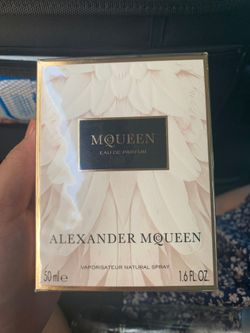 McQUEEN
EAU DE PARFUM
ALEXANDER McQUEEN
VAPORISATEUR NATURAL SPRAY
50 ml ℮ 1.6 FL. OZ.